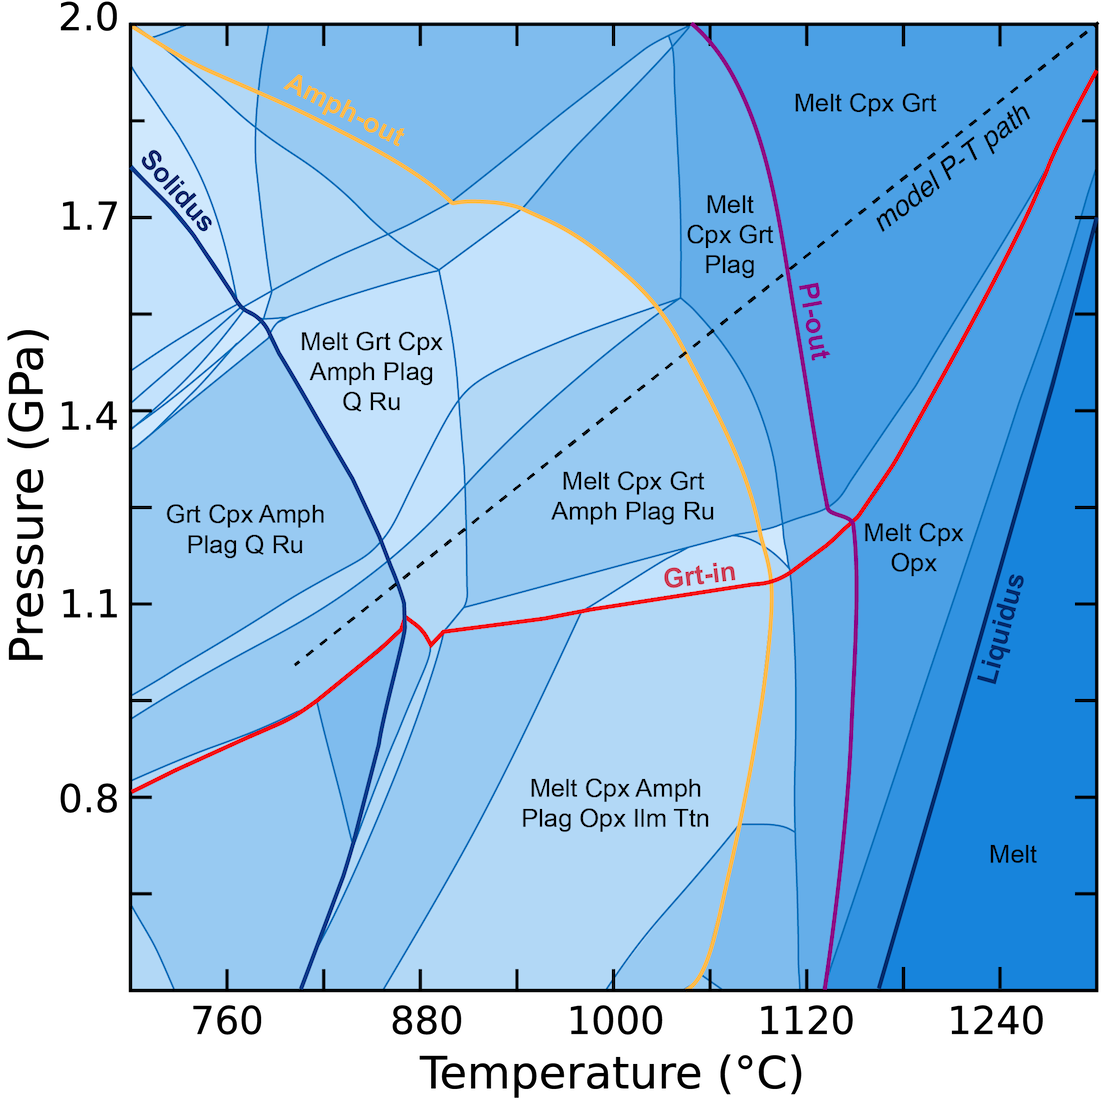 2.0
1.7
1.4
1.1
0.8
Pressure (GPa)
Amph-out
Solidus
Melt Cpx Grt
model P-T path
Melt
Cpx Grt
Plag
Pl-out
Melt Grt Cpx
Amph Plag
Q Ru
Grt Cpx Amph
Plag Q Ru
Melt Cpx Grt
Amph Plag Ru
Grt-in
Melt Cpx
Opx
Liquidus
Melt Cpx Amph
Plag Opx Ilm Ttn
Melt
760 880 1000 1120 1240
Temperature (°C)